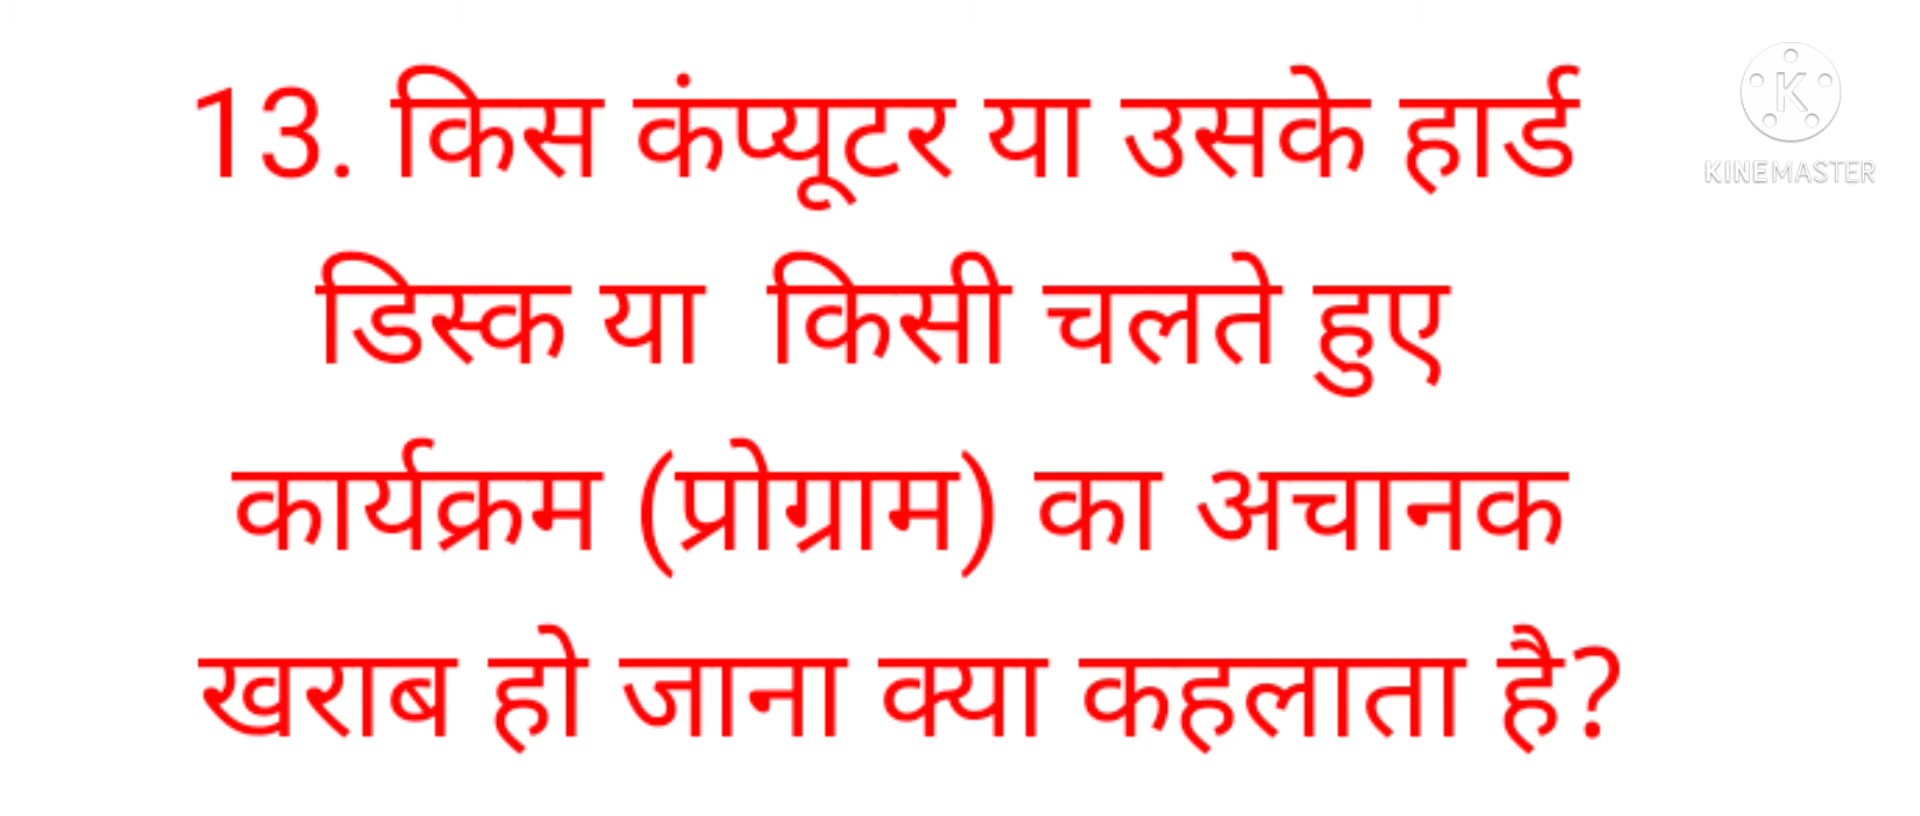 13. किस कंप्यूटर या उसके हार्ड
डिस्क या  किसी चलते हुए
कार्यक्रम (प्रोग्राम) का अचानक
खराब हो जाना क्या कहलाता है?
K
KINEMASTER